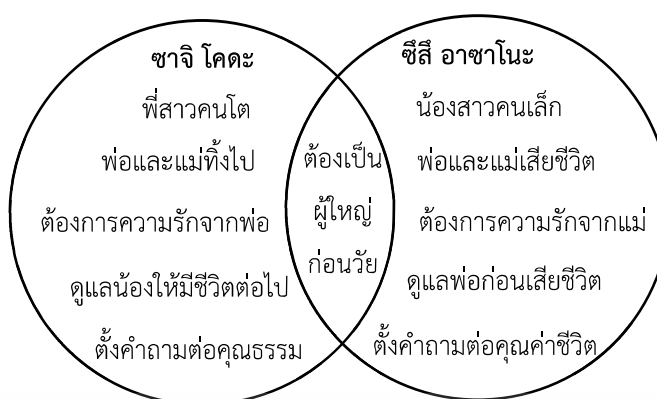 ซาจิ โคดะ
พี่สาวคนโต
พ่อและแม่ทิ้งไป
ต้องการความรักจากพ่อ
ดูแลน้องให้มีชีวิตต่อไป
ตั้งคำถามต่อคุณธรรม
ต้องเป็น
ผู้ใหญ่
ก่อนวัย
ซึสึ อาซาโนะ
น้องสาวคนเล็ก
พ่อและแม่เสียชีวิต
ต้องการความรักจากแม่
ดูแลพ่อก่อนเสียชีวิต
ตั้งคำถามต่อคุณค่าชีวิต